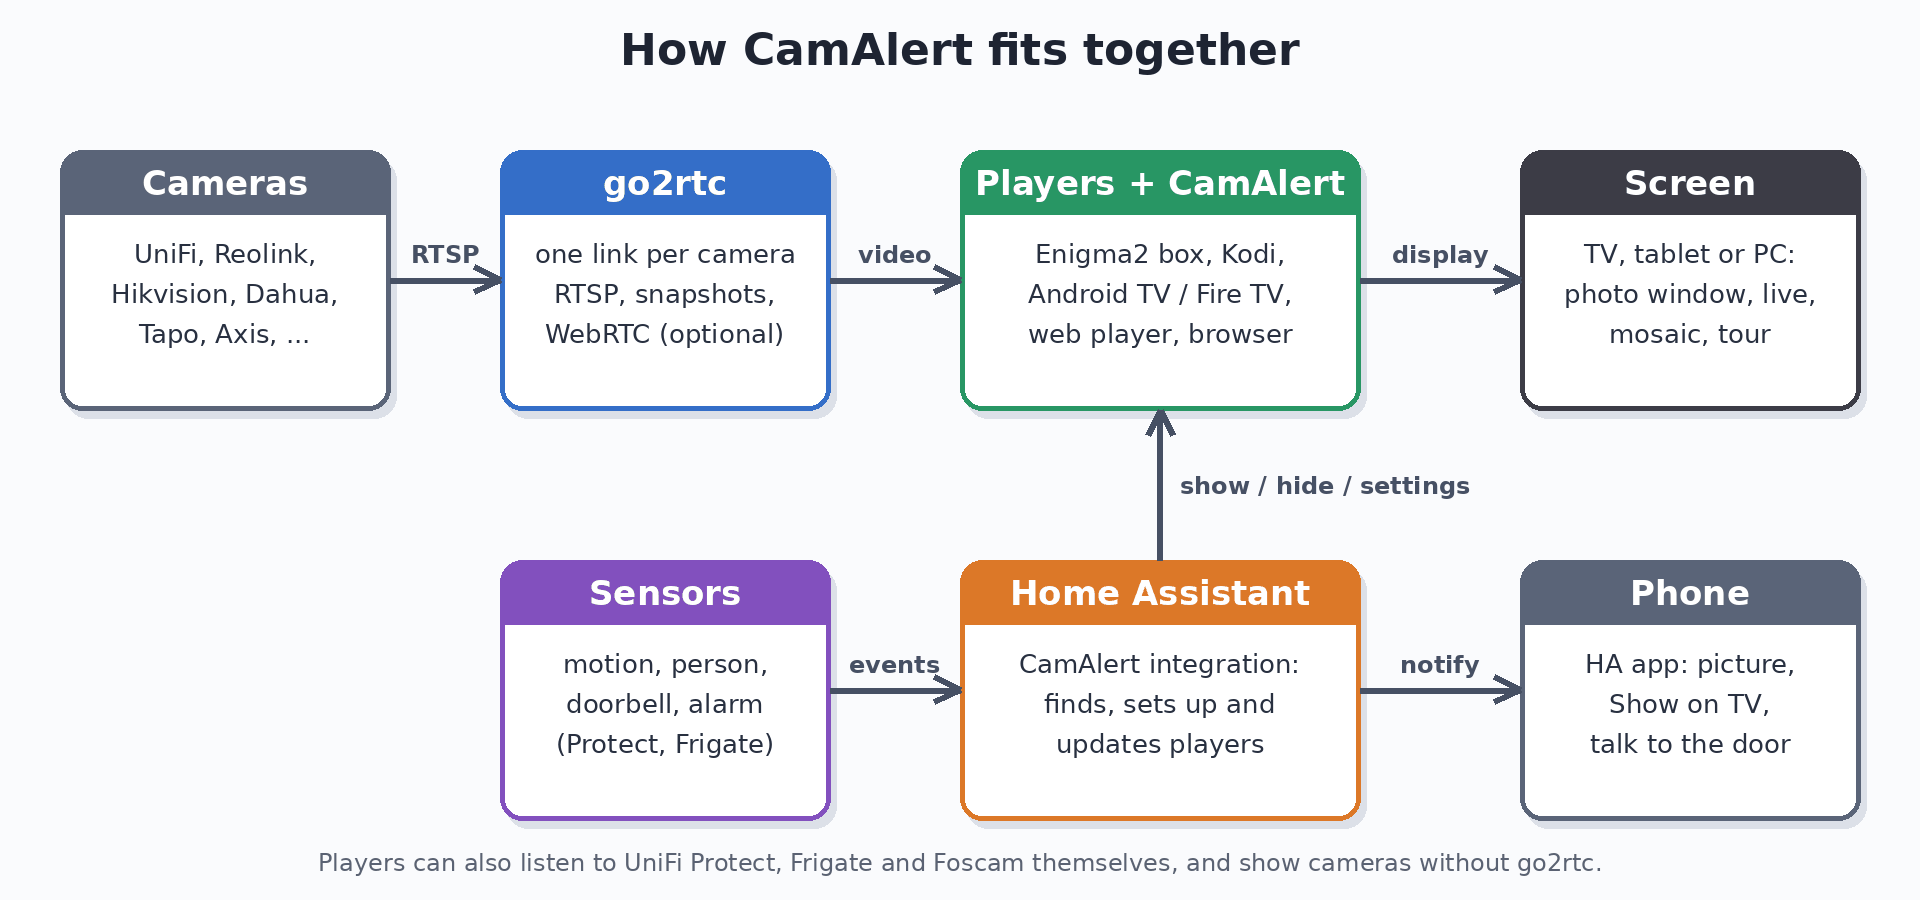 How CamAlert fits together
Cameras
UniFi, Reolink,
Hikvision, Dahua,
Tapo, Axis, ...
RTSP
go2rtc
one link per camera
RTSP, snapshots,
WebRTC (optional)
video
Players + CamAlert
Enigma2 box, Kodi,
Android TV / Fire TV,
web player, browser
display
Screen
TV, tablet or PC:
photo window, live,
mosaic, tour
show / hide / settings
Sensors
motion, person,
doorbell, alarm
(Protect, Frigate)
events
Home Assistant
CamAlert integration:
finds, sets up and
updates players
notify
Phone
HA app: picture,
Show on TV,
talk to the door
Players can also listen to UniFi Protect, Frigate and Foscam themselves, and show cameras without go2rtc.